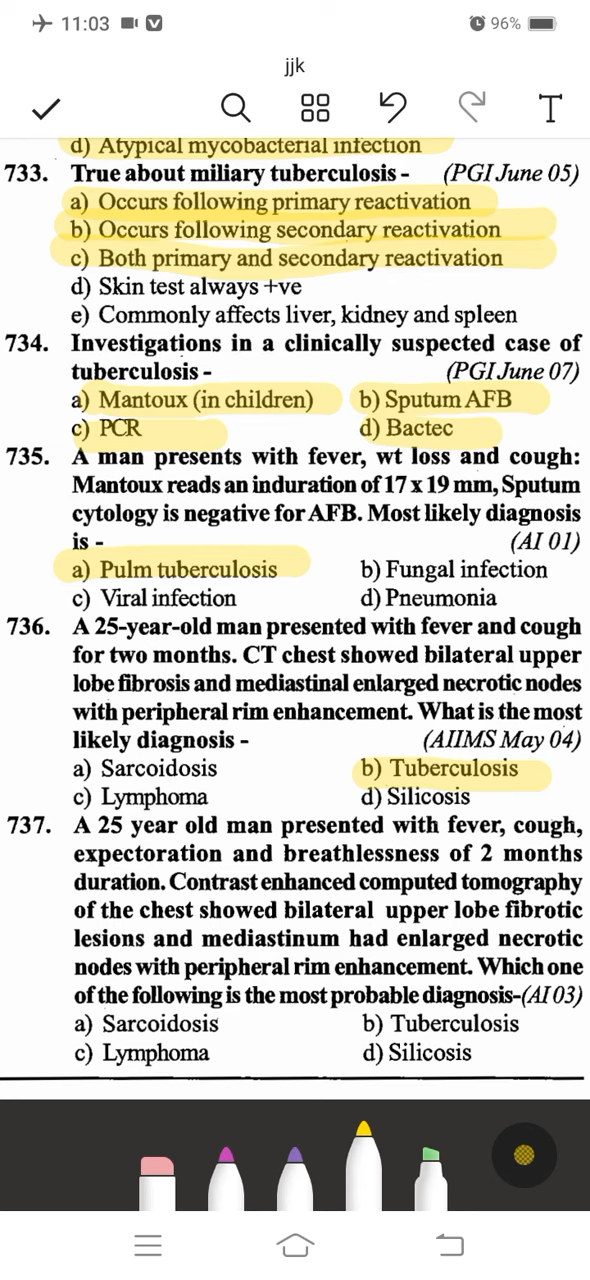 11:03
96%
jjk
T
d) Atypical mycobacterial infection
733. True about miliary tuberculosis - (PGI June 05)
a) Occurs following primary reactivation
b) Occurs following secondary reactivation
c) Both primary and secondary reactivation
d) Skin test always +ve
e) Commonly affects liver, kidney and spleen
734. Investigations in a clinically suspected case of
tuberculosis - (PGI June 07)
a) Mantoux (in children) b) Sputum AFB
c) PCR d) Bactec
735. A man presents with fever, wt loss and cough:
Mantoux reads an induration of 17 x 19 mm, Sputum
cytology is negative for AFB. Most likely diagnosis
is - (AI 01)
a) Pulm tuberculosis b) Fungal infection
c) Viral infection d) Pneumonia
736. A 25-year-old man presented with fever and cough
for two months. CT chest showed bilateral upper
lobe fibrosis and mediastinal enlarged necrotic nodes
with peripheral rim enhancement. What is the most
likely diagnosis - (AIIMS May 04)
a) Sarcoidosis b) Tuberculosis
c) Lymphoma d) Silicosis
737. A 25 year old man presented with fever, cough,
expectoration and breathlessness of 2 months
duration. Contrast enhanced computed tomography
of the chest showed bilateral upper lobe fibrotic
lesions and mediastinum had enlarged necrotic
nodes with peripheral rim enhancement. Which one
of the following is the most probable diagnosis-(AI 03)
a) Sarcoidosis b) Tuberculosis
c) Lymphoma d) Silicosis